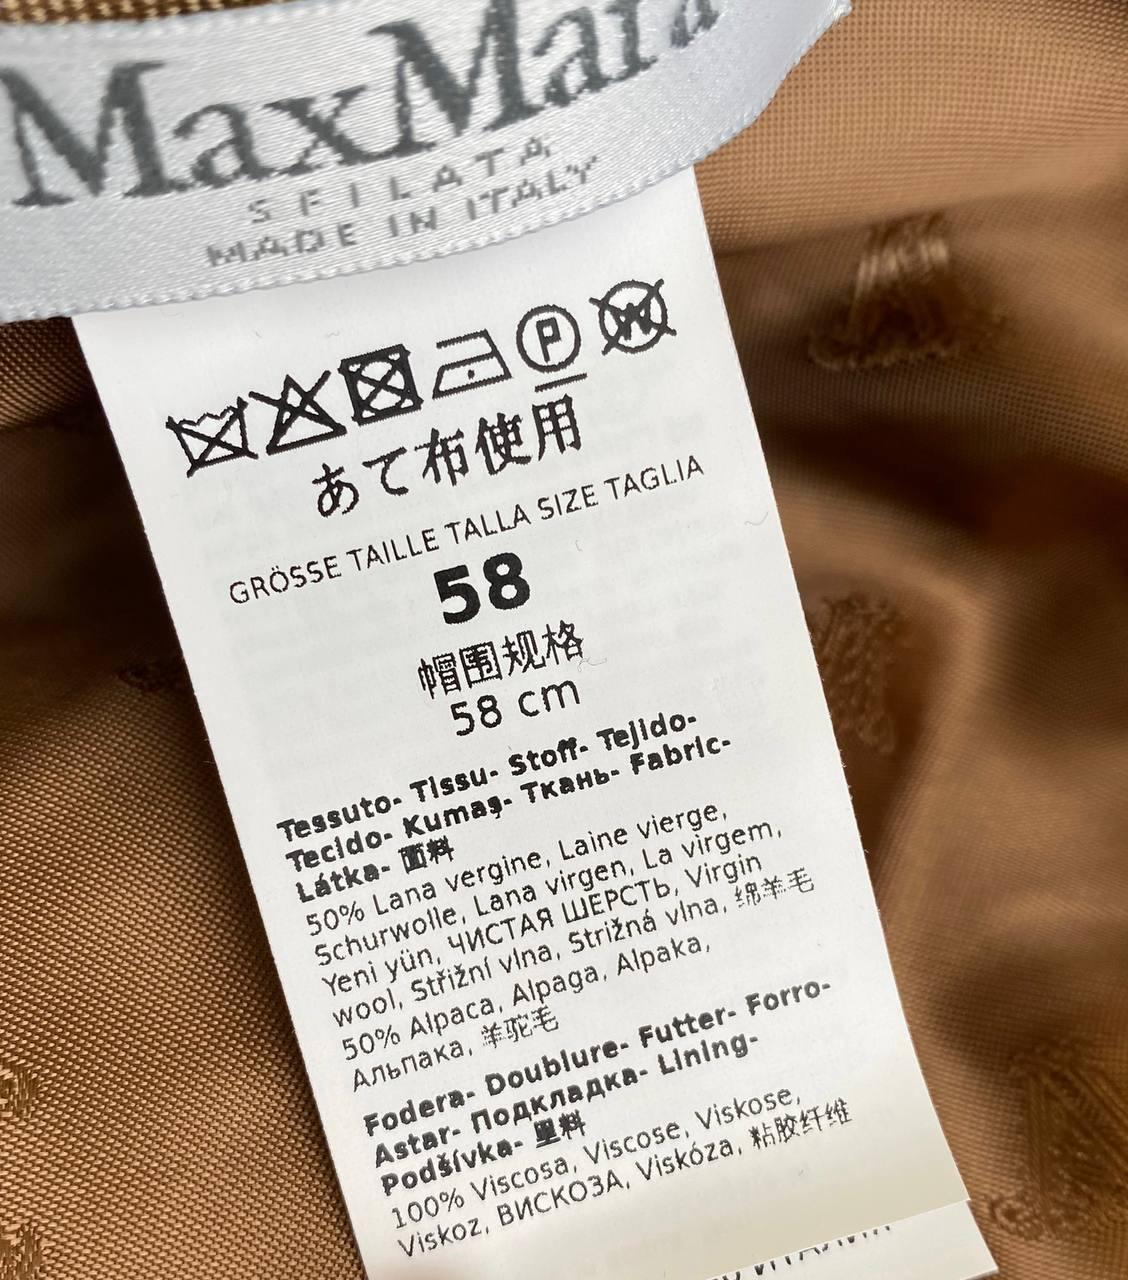 MaxMara
SFILATA
MADE IN ITALY
P W
あて布使用
GRÖSSE TAILLE TALLA SIZE TAGLIA
58
帽围规格
58 cm
Tessuto- Tissu- Stoff- Tejido-
Tecido- Kumaş- Ткань- Fabric-
Látka- 面料
50% Lana vergine, Laine vierge,
Schurwolle, Lana virgen, La virgem,
Yeni yün, ЧИСТАЯ ШЕРСТЬ, Virgin
wool, Střižní vlna, Strižná vlna, 绵羊毛
50% Alpaca, Alpaga, Alpaka,
Альпака, 羊驼毛
Fodera- Doublure- Futter- Forro-
Astar- Подкладка- Lining-
Podšívka- 里料
100% Viscosa, Viscose, Viskose,
Viskoz, ВИСКОЗА, Viskóza, 粘胶纤维